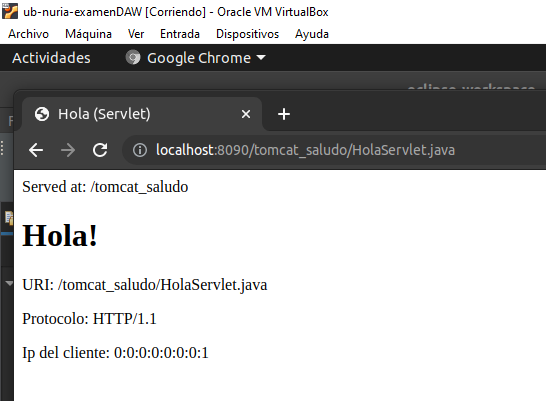 ub-nuria-examenDAW [Corriendo] - Oracle VM VirtualBox
Archivo Máquina Ver Entrada Dispositivos Ayuda
Actividades Google Chrome
Hola (Servlet)
localhost:8090/tomcat_saludo/HolaServlet.java
Served at: /tomcat_saludo
Hola!
URI: /tomcat_saludo/HolaServlet.java
Protocolo: HTTP/1.1
Ip del cliente: 0:0:0:0:0:0:0:1